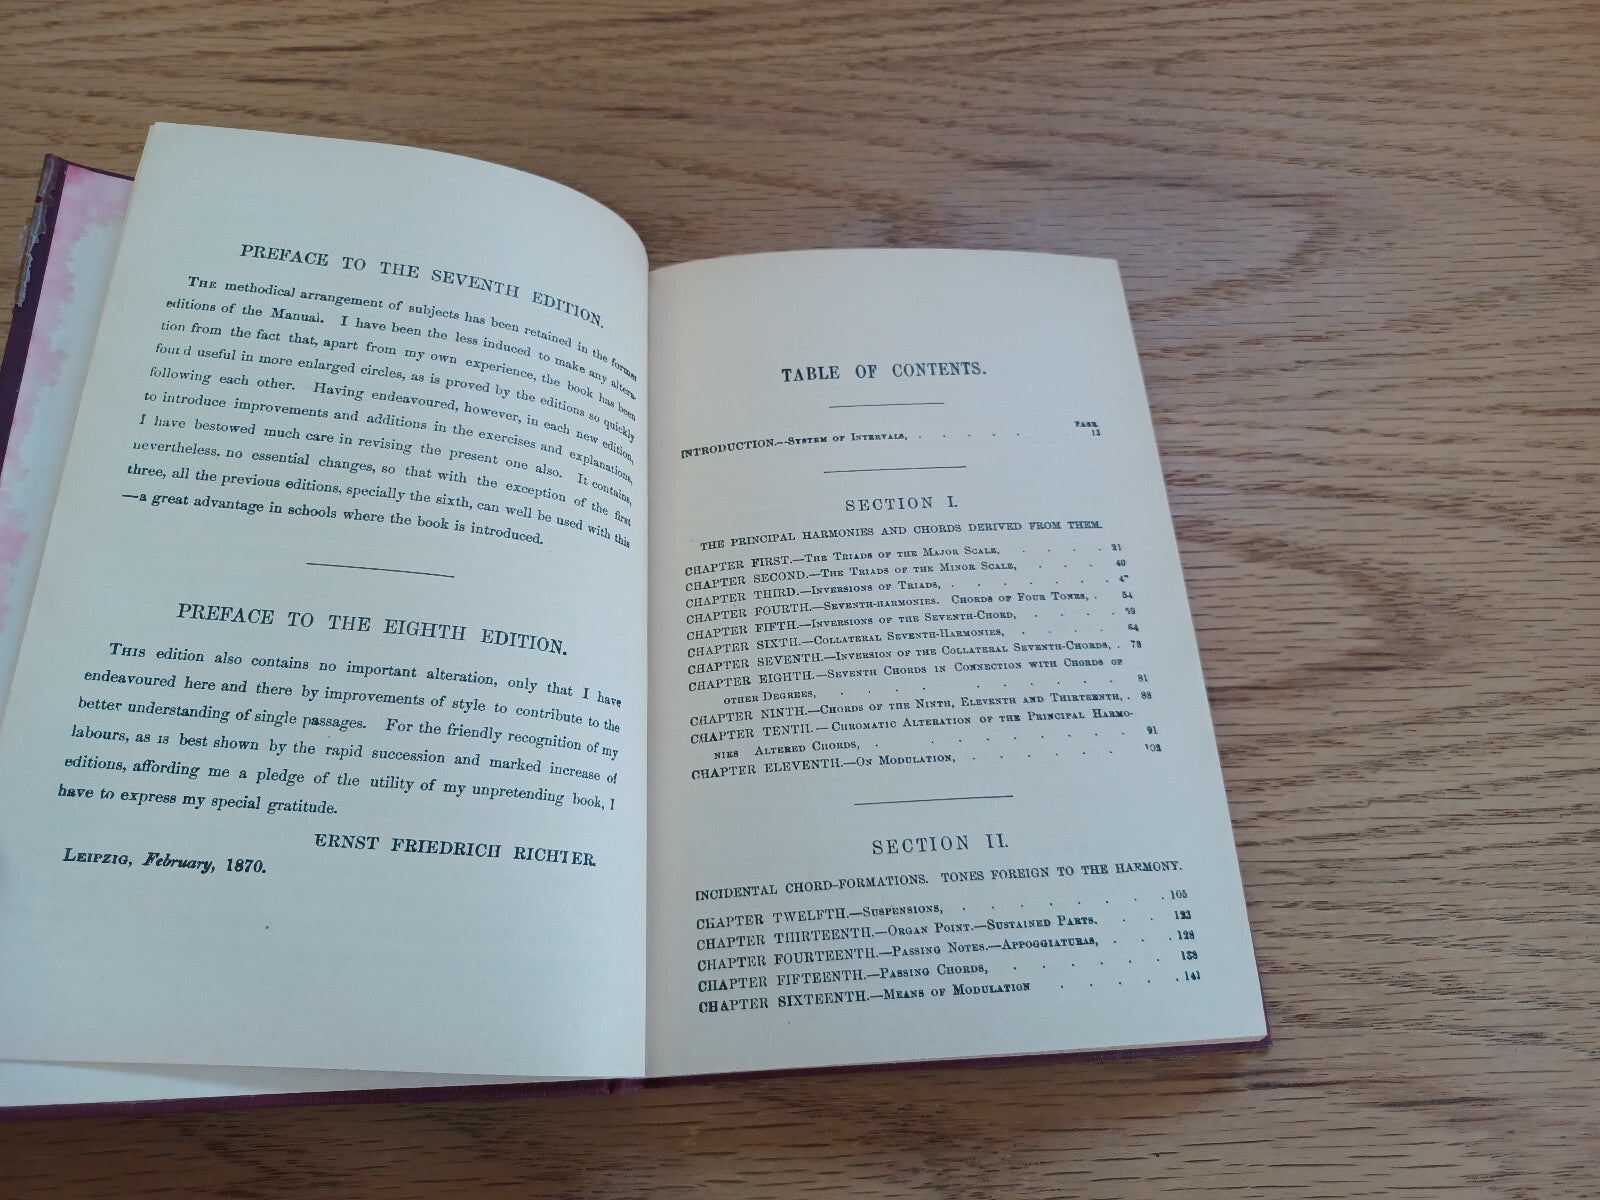 PREFACE TO THE SEVENTH EDITION.
THE methodical arrangement of subjects has been retained in the former
editions of the Manual. I have been the less induced to make any altera-
tion from the fact that, apart from my own experience, the book has been
found useful in more enlarged circles, as is proved by the editions so quickly
following each other. Having endeavoured, however, in each new edition,
to introduce improvements and additions in the exercises and explanations,
I have bestowed much care in revising the present one also. It contains,
nevertheless, no essential changes, so that with the exception of the first
three, all the previous editions, specially the sixth, can well be used with this
—a great advantage in schools where the book is introduced.
PREFACE TO THE EIGHTH EDITION.
THIS edition also contains no important alteration, only that I have
endeavoured here and there by improvements of style to contribute to the
better understanding of single passages. For the friendly recognition of my
labours, as is best shown by the rapid succession and marked increase of
editions, affording me a pledge of the utility of my unpretending book, I
have to express my special gratitude.
ERNST FRIEDRICH RICHTER.
LEIPZIG, February, 1870.
TABLE OF CONTENTS.
PAGE
INTRODUCTION.—SYSTEM OF INTERVALS, . . . . . 13
SECTION I.
THE PRINCIPAL HARMONIES AND CHORDS DERIVED FROM THEM.
CHAPTER FIRST.—THE TRIADS OF THE MAJOR SCALE, . . . . 21
CHAPTER SECOND.—THE TRIADS OF THE MINOR SCALE, . . . 40
CHAPTER THIRD.—INVERSIONS OF TRIADS, . . . . . . . 47
CHAPTER FOURTH.—SEVENTH-HARMONIES. CHORDS OF FOUR TONES, . 54
CHAPTER FIFTH.—INVERSIONS OF THE SEVENTH-CHORD, . . . . 59
CHAPTER SIXTH.—COLLATERAL SEVENTH-HARMONIES, . . . . 64
CHAPTER SEVENTH.—INVERSION OF THE COLLATERAL SEVENTH-CHORDS, . 78
CHAPTER EIGHTH.—SEVENTH CHORDS IN CONNECTION WITH CHORDS OF
OTHER DEGREES, . . . . . . . . 81
CHAPTER NINTH.—CHORDS OF THE NINTH, ELEVENTH AND THIRTEENTH, . 88
CHAPTER TENTH.—CHROMATIC ALTERATION OF THE PRINCIPAL HARMO-
NIES ALTERED CHORDS, . . . . . . . 91
CHAPTER ELEVENTH.—ON MODULATION, . . . . . . 102
SECTION II.
INCIDENTAL CHORD-FORMATIONS. TONES FOREIGN TO THE HARMONY.
CHAPTER TWELFTH.—SUSPENSIONS, . . . . . . . . 105
CHAPTER THIRTEENTH.—ORGAN POINT.—SUSTAINED PARTS. . . 123
CHAPTER FOURTEENTH.—PASSING NOTES.—APPOGGIATURAS, . . . 128
CHAPTER FIFTEENTH.—PASSING CHORDS, . . . . . . 138
CHAPTER SIXTEENTH.—MEANS OF MODULATION . . . . . 141